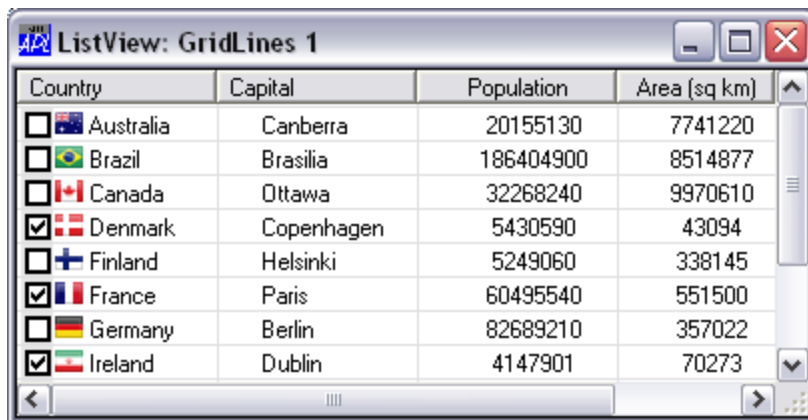 APL ListView: GridLines 1
Country Capital Population Area (sq km)
Australia Canberra 20155130 7741220
Brazil Brasilia 186404900 8514877
Canada Ottawa 32268240 9970610
Denmark Copenhagen 5430590 43094
Finland Helsinki 5249060 338145
France Paris 60495540 551500
Germany Berlin 82689210 357022
Ireland Dublin 4147901 70273